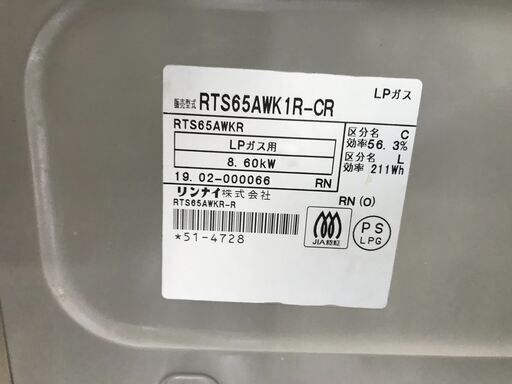 販売型式 RTS65AWK1R-CR LPガス
RTS65AWKR
LPガス用
8.60kW
19.02-000066 RN
区分名 C
効率56.3%
区分名 L
効率 211Wh
リンナイ株式会社
RTS65AWKR-R
RN(O)
*51-4728
JIA認証
PS
LPG